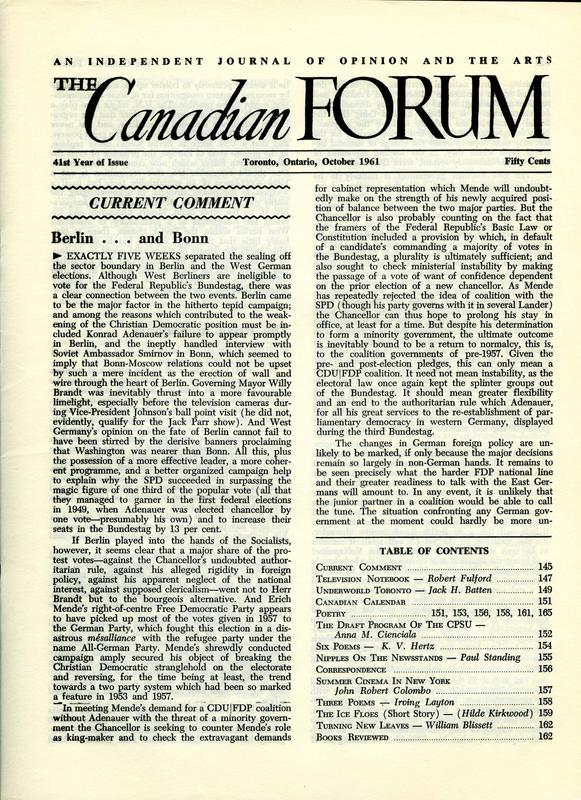 AN INDEPENDENT JOURNAL OF OPINION AND THE ARTS
THE Canadian FORUM
41st Year of Issue
Toronto, Ontario, October 1961
Fifty Cents
CURRENT COMMENT
Berlin . . . and Bonn
► EXACTLY FIVE WEEKS separated the sealing off
the sector boundary in Berlin and the West German
elections. Although West Berliners are ineligible to
vote for the Federal Republic's Bundestag, there was
a clear connection between the two events. Berlin came
to be the major factor in the hitherto tepid campaign;
and among the reasons which contributed to the weak-
ening of the Christian Democratic position must be in-
cluded Konrad Adenauer's failure to appear promptly
in Berlin, and the ineptly handled interview with
Soviet Ambassador Smirnov in Bonn, which seemed to
imply that Bonn-Moscow relations could not be upset
by such a mere incident as the erection of wall and
wire through the heart of Berlin. Governing Mayor Willy
Brandt was inevitably thrust into a more favourable
limelight, especially before the television cameras dur-
ing Vice-President Johnson's ball point visit (he did not,
evidently, qualify for the Jack Parr show). And West
Germany's opinion on the fate of Berlin cannot fail to
have been stirred by the derisive banners proclaiming
that Washington was nearer than Bonn. All this, plus
the possession of a more effective leader, a more coher-
ent programme, and a better organized campaign help
to explain why the SPD succeeded in surpassing the
magic figure of one third of the popular vote (all that
they managed to garner in the first federal elections
in 1949, when Adenauer was elected chancellor by
one vote—presumably his own) and to increase their
seats in the Bundestag by 13 per cent.
If Berlin played into the hands of the Socialists,
however, it seems clear that a major share of the pro-
test votes—against the Chancellor's undoubted author-
itarian rule, against his alleged rigidity in foreign
policy, against his apparent neglect of the national
interest, against supposed clericalism—went not to Herr
Brandt but to the bourgeois alternative. And Erich
Mende's right-of-centre Free Democratic Party appears
to have picked up most of the votes given in 1957 to
the German Party, which fought this election in a dis-
astrous mésalliance with the refugee party under the
name All-German Party. Mende's shrewdly conducted
campaign amply secured his object of breaking the
Christian Democratic stranglehold on the electorate
and reversing, for the time being at least, the trend
towards a two party system which had been so marked
a feature in 1953 and 1957.
In meeting Mende's demand for a CDU|FDP coalition
without Adenauer with the threat of a minority govern-
ment the Chancellor is seeking to counter Mende's role
as king-maker and to check the extravagant demands
for cabinet representation which Mende will undoubt-
edly make on the strength of his newly acquired posi-
tion of balance between the two major parties. But the
Chancellor is also probably counting on the fact that
the framers of the Federal Republic's Basic Law or
Constitution included a provision by which, in default
of a candidate's commanding a majority of votes in
the Bundestag, a plurality is ultimately sufficient; and
also sought to check ministerial instability by making
the passage of a vote of want of confidence dependent
on the prior election of a new chancellor. As Mende
has repeatedly rejected the idea of coalition with the
SPD (though his party governs with it in several Lander)
the Chancellor can thus hope to prolong his stay in
office, at least for a time. But despite his determination
to form a minority government, the ultimate outcome
is inevitably bound to be a return to normalcy, this is,
to the coalition governments of pre-1957. Given the
pre- and post-election pledges, this can only mean a
CDU|FDP coalition. It need not mean instability, as the
electoral law once again kept the splinter groups out
of the Bundestag. It should mean greater flexibility
and an end to the authoritarian rule which Adenauer,
for all his great services to the re-establishment of par-
liamentary democracy in western Germany, displayed
during the third Bundestag.
The changes in German foreign policy are un-
likely to be marked, if only because the major decisions
remain so largely in non-German hands. It remains to
be seen precisely what the harder FDP national line
and their greater readiness to talk with the East Ger-
mans will amount to. In any event, it is unlikely that
the junior partner in a coalition would be able to call
the tune. The situation confronting any German gov-
ernment at the moment could hardly be more un-
TABLE OF CONTENTS
CURRENT COMMENT 145
TELEVISION NOTEBOOK — Robert Fulford 147
UNDERWORLD TORONTO — Jack H. Batten 149
CANADIAN CALENDAR 151
POETRY 151, 153, 156, 158, 161, 165
THE DRAFT PROGRAM OF THE CPSU —
Anna M. Cienciala 152
SIX POEMS — K. V. Hertz 154
NIPPLES ON THE NEWSSTANDS — Paul Standing 155
CORRESPONDENCE 156
SUMMER CINEMA IN NEW YORK
John Robert Colombo 157
THREE POEMS — Irving Layton 158
THE ICE FLOES (Short Story) — (Hilde Kirkwood) 159
TURNING NEW LEAVES — William Blissett 162
BOOKS REVIEWED 162